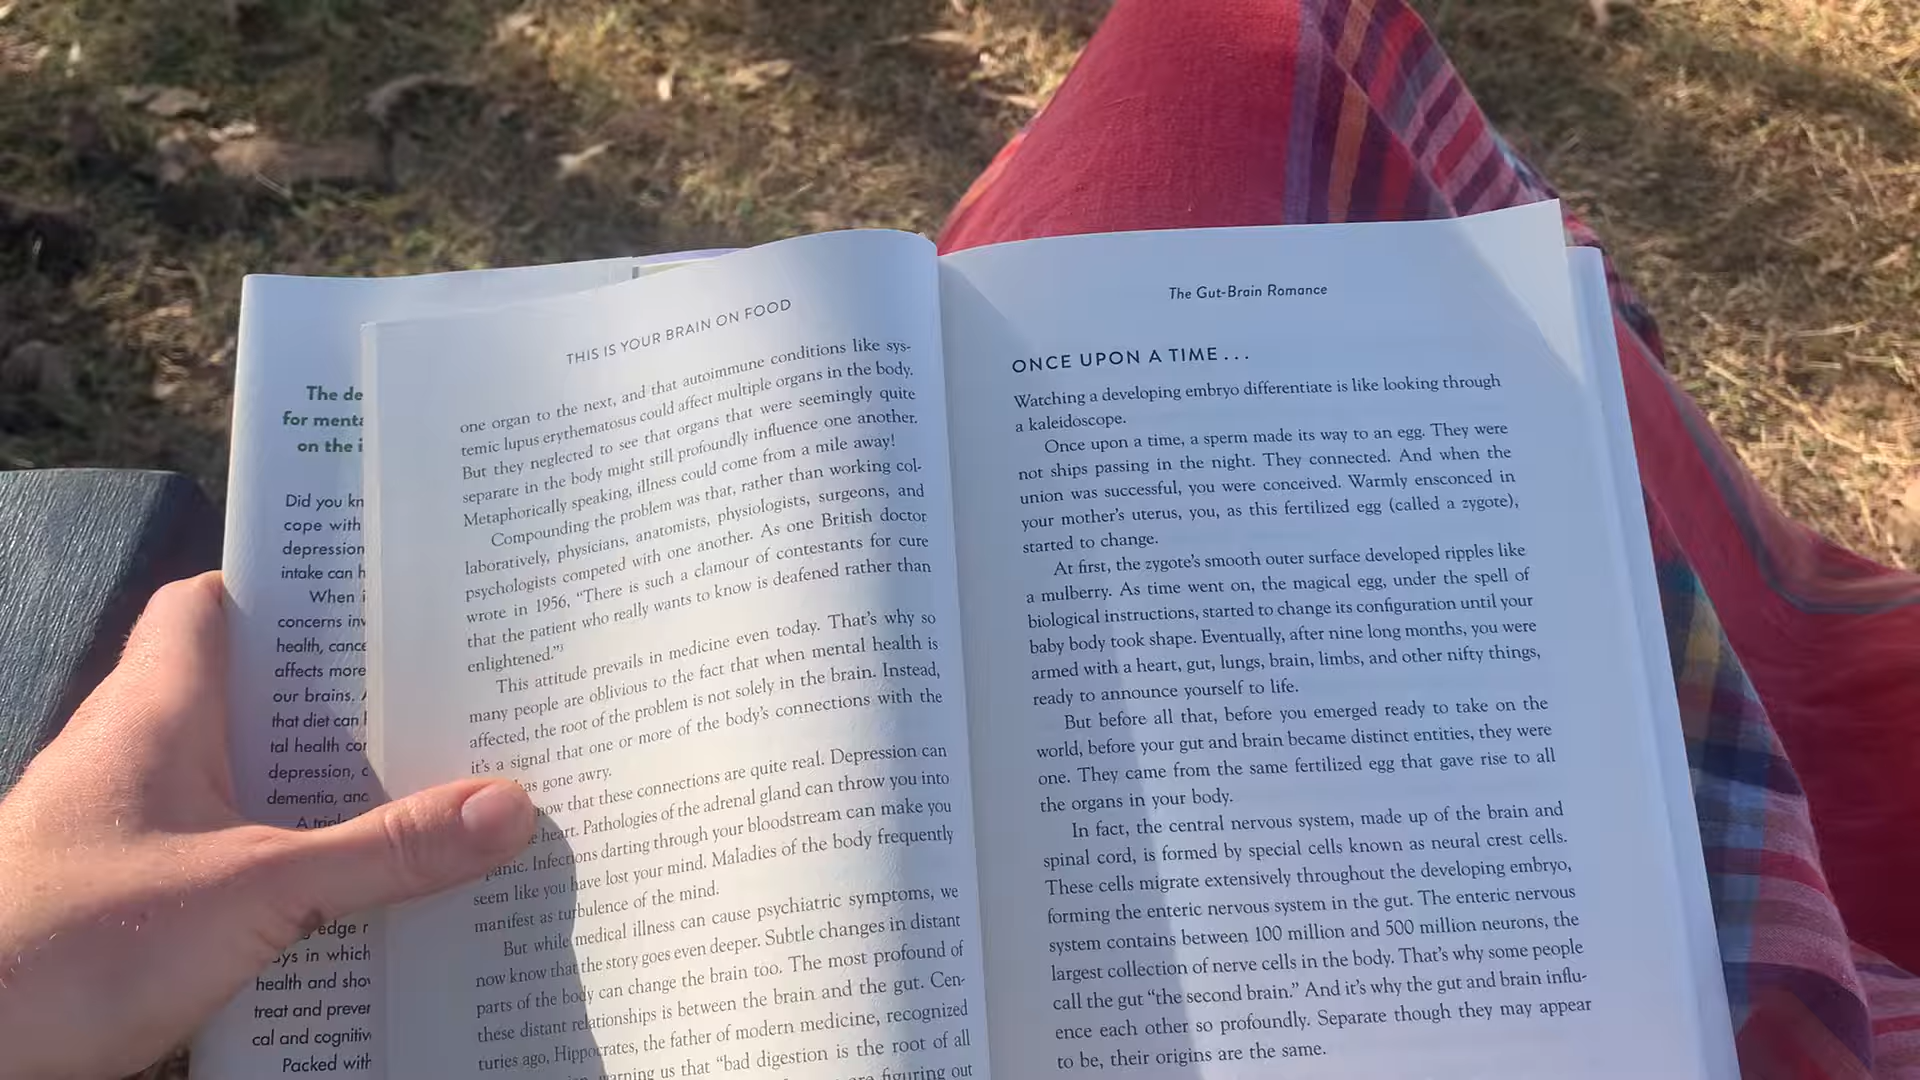 The de
for menta
on the i
Did you kn
cope with
depression
intake can h
When i
concerns inv
health, cance
affects more
our brains.
that diet can
tal health con
depression, c
dementia, and
A triple
edge r
ys in which
health and show
treat and preven
cal and cognitiv
Packed with
THIS IS YOUR BRAIN ON FOOD
one organ to the next, and that autoimmune conditions like sys-
temic lupus erythematosus could affect multiple organs in the body.
But they neglected to see that organs that were seemingly quite
separate in the body might still profoundly influence one another.
Metaphorically speaking, illness could come from a mile away!
Compounding the problem was that, rather than working col-
laboratively, physicians, anatomists, physiologists, surgeons, and
psychologists competed with one another. As one British doctor
wrote in 1956, “There is such a clamour of contestants for cure
that the patient who really wants to know is deafened rather than
enlightened.”³
This attitude prevails in medicine even today. That’s why so
many people are oblivious to the fact that when mental health is
affected, the root of the problem is not solely in the brain. Instead,
it’s a signal that one or more of the body’s connections with the
as gone awry.
now that these connections are quite real. Depression can
e heart. Pathologies of the adrenal gland can throw you into
panic. Infections darting through your bloodstream can make you
seem like you have lost your mind. Maladies of the body frequently
manifest as turbulence of the mind.
But while medical illness can cause psychiatric symptoms, we
now know that the story goes even deeper. Subtle changes in distant
parts of the body can change the brain too. The most profound of
these distant relationships is between the brain and the gut. Cen-
turies ago, Hippocrates, the father of modern medicine, recognized
arning us that “bad digestion is the root of all
figuring out
The Gut-Brain Romance
ONCE UPON A TIME . . .
Watching a developing embryo differentiate is like looking through
a kaleidoscope.
Once upon a time, a sperm made its way to an egg. They were
not ships passing in the night. They connected. And when the
union was successful, you were conceived. Warmly ensconced in
your mother’s uterus, you, as this fertilized egg (called a zygote),
started to change.
At first, the zygote’s smooth outer surface developed ripples like
a mulberry. As time went on, the magical egg, under the spell of
biological instructions, started to change its configuration until your
baby body took shape. Eventually, after nine long months, you were
armed with a heart, gut, lungs, brain, limbs, and other nifty things,
ready to announce yourself to life.
But before all that, before you emerged ready to take on the
world, before your gut and brain became distinct entities, they were
one. They came from the same fertilized egg that gave rise to all
the organs in your body.
In fact, the central nervous system, made up of the brain and
spinal cord, is formed by special cells known as neural crest cells.
These cells migrate extensively throughout the developing embryo,
forming the enteric nervous system in the gut. The enteric nervous
system contains between 100 million and 500 million neurons, the
largest collection of nerve cells in the body. That’s why some people
call the gut “the second brain.” And it’s why the gut and brain influ-
ence each other so profoundly. Separate though they may appear
to be, their origins are the same.